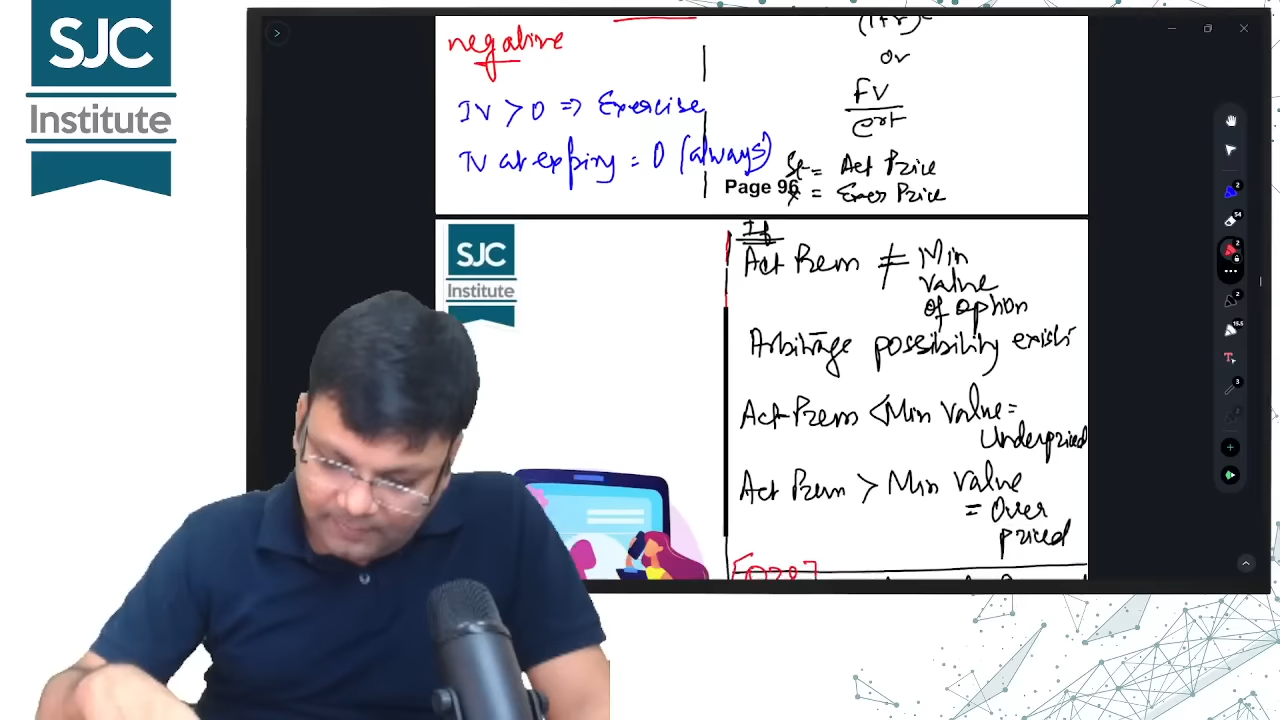 SJC
Institute
negative
IV > 0 => Exercise
TV at expiry = 0 (always)
or
FV
e^rt
St = Act Price
X = Exer Price
Page 96
SJC
Institute
If
Act Prem ≠ Min
value
of option
Arbitrage possibility exists
Act Prem < Min value =
Underpriced
Act Prem > Min value
= Over
priced